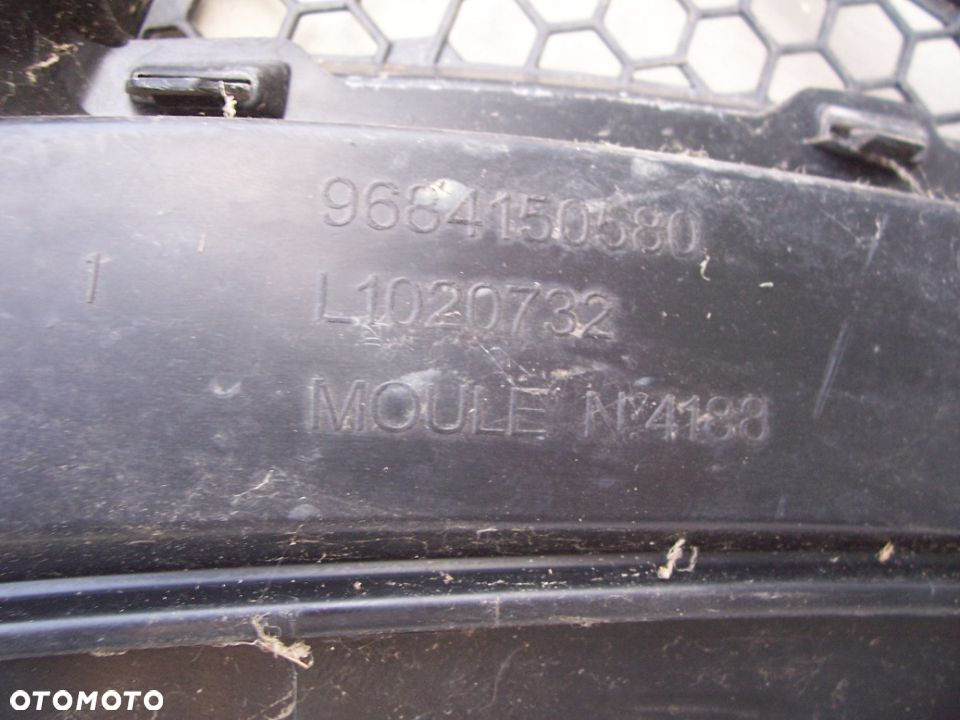 9684150580
1
L1020732
MOULE N°4188
OTOMOTO